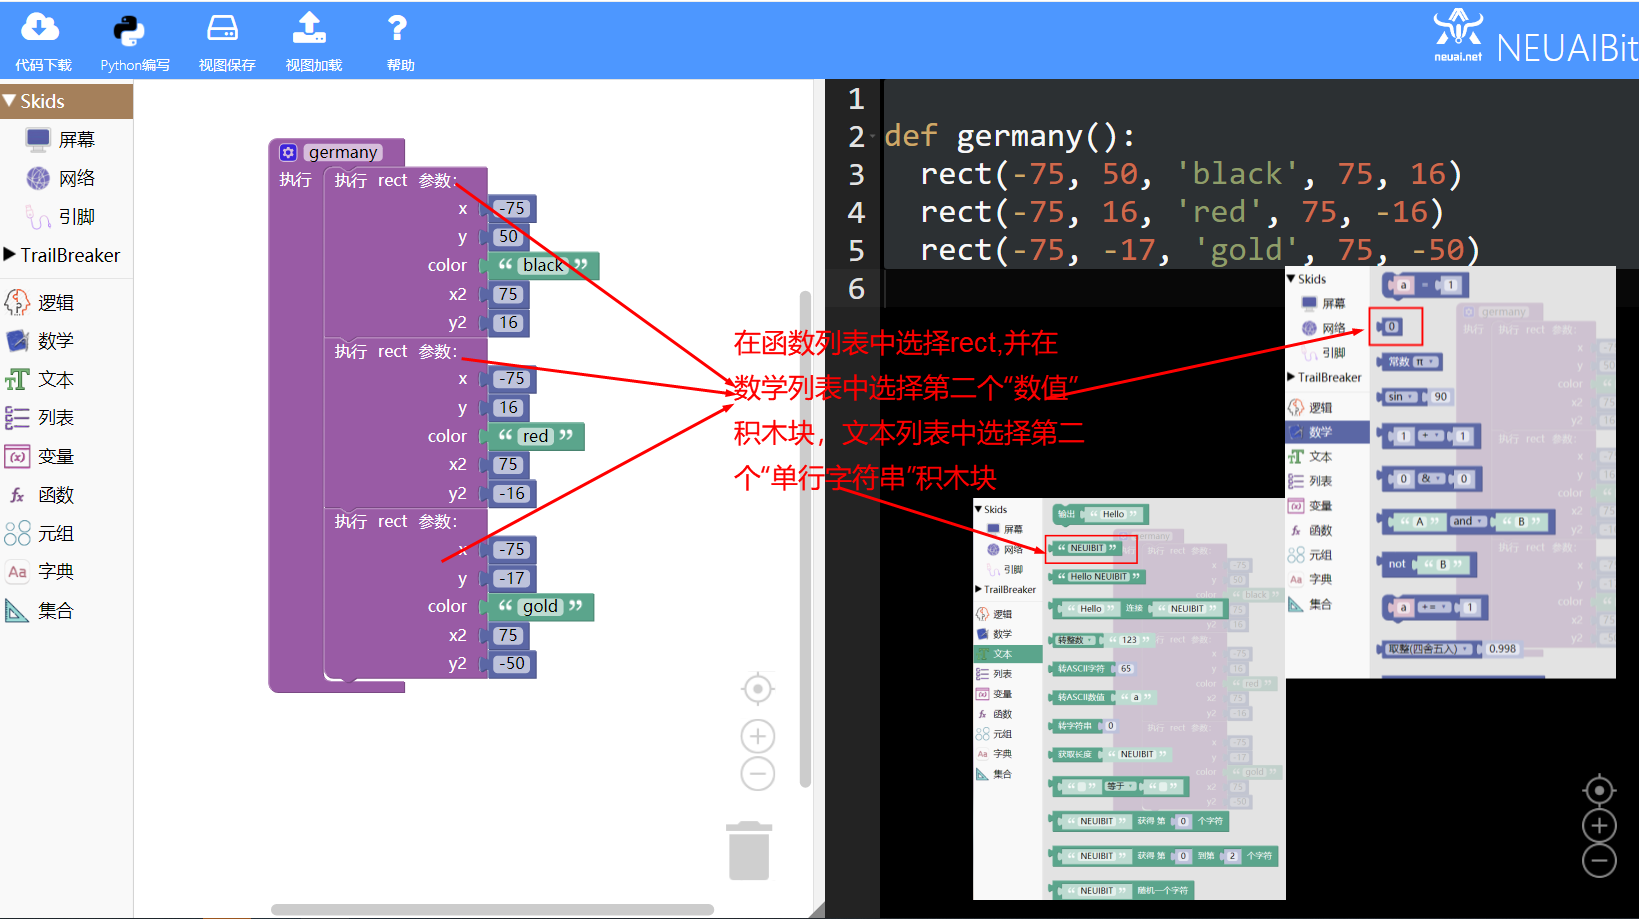 代码下载
Python编写
视图保存
视图加载
帮助
neuai.net
NEUAIBit
Skids
屏幕
网络
引脚
TrailBreaker
逻辑
数学
文本
列表
变量
函数
元组
字典
集合
germany
执行 执行 rect 参数:
x -75
y 50
color “ black ”
x2 75
y2 16
执行 rect 参数:
x -75
y 16
color “ red ”
x2 75
y2 -16
执行 rect 参数:
x -75
y -17
color “ gold ”
x2 75
y2 -50
1
2 def germany():
3 rect(-75, 50, 'black', 75, 16)
4 rect(-75, 16, 'red', 75, -16)
5 rect(-75, -17, 'gold', 75, -50)
6
在函数列表中选择rect,并在
数学列表中选择第二个“数值”
积木块，文本列表中选择第二
个“单行字符串”积木块
Skids
屏幕
网络
引脚
TrailBreaker
逻辑
数学
文本
列表
变量
函数
元组
字典
集合
输出 “ Hello ”
“ NEUIBIT ”
“ Hello NEUIBIT ”
“ Hello ” 连接 “ NEUIBIT ”
转整数 “ 123 ”
转ASCII字符 65
转ASCII数值 “ a ”
转字符串 0
获取长度 “ NEUIBIT ”
“ ” 等于 “ ”
“ NEUIBIT ” 获得 第 0 个字符
“ NEUIBIT ” 获得 第 0 到第 2 个字符
“ NEUIBIT ” 随机一个字符
Skids
屏幕
网络
引脚
TrailBreaker
逻辑
数学
文本
列表
变量
函数
元组
字典
集合
a = 1
0
常数 π
sin 90
1 + 1
0 & 0
“ A ” and “ B ”
not “ B ”
a += 1
取整(四舍五入) 0.998